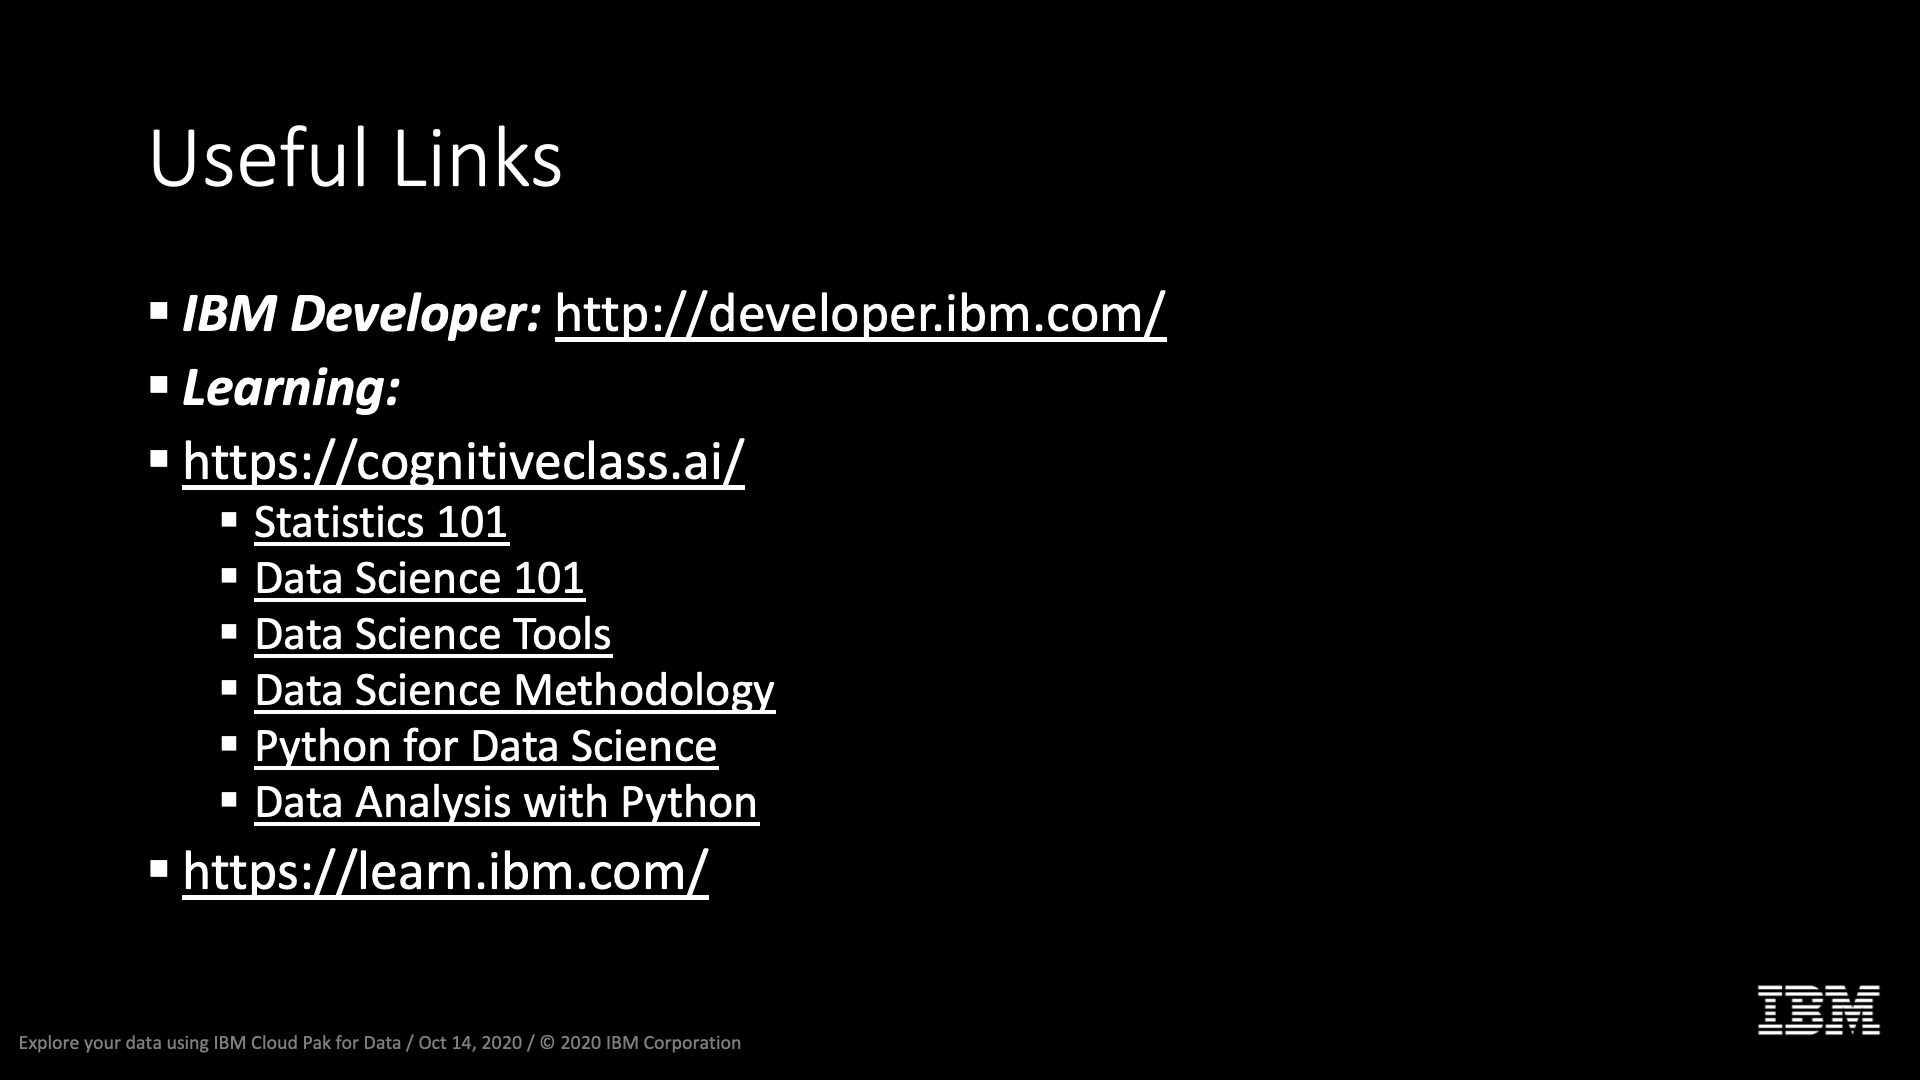 Useful Links
▪ IBM Developer: http://developer.ibm.com/
▪ Learning:
▪ https://cognitiveclass.ai/
▪ Statistics 101
▪ Data Science 101
▪ Data Science Tools
▪ Data Science Methodology
▪ Python for Data Science
▪ Data Analysis with Python
▪ https://learn.ibm.com/
IBM
Explore your data using IBM Cloud Pak for Data / Oct 14, 2020 / © 2020 IBM Corporation